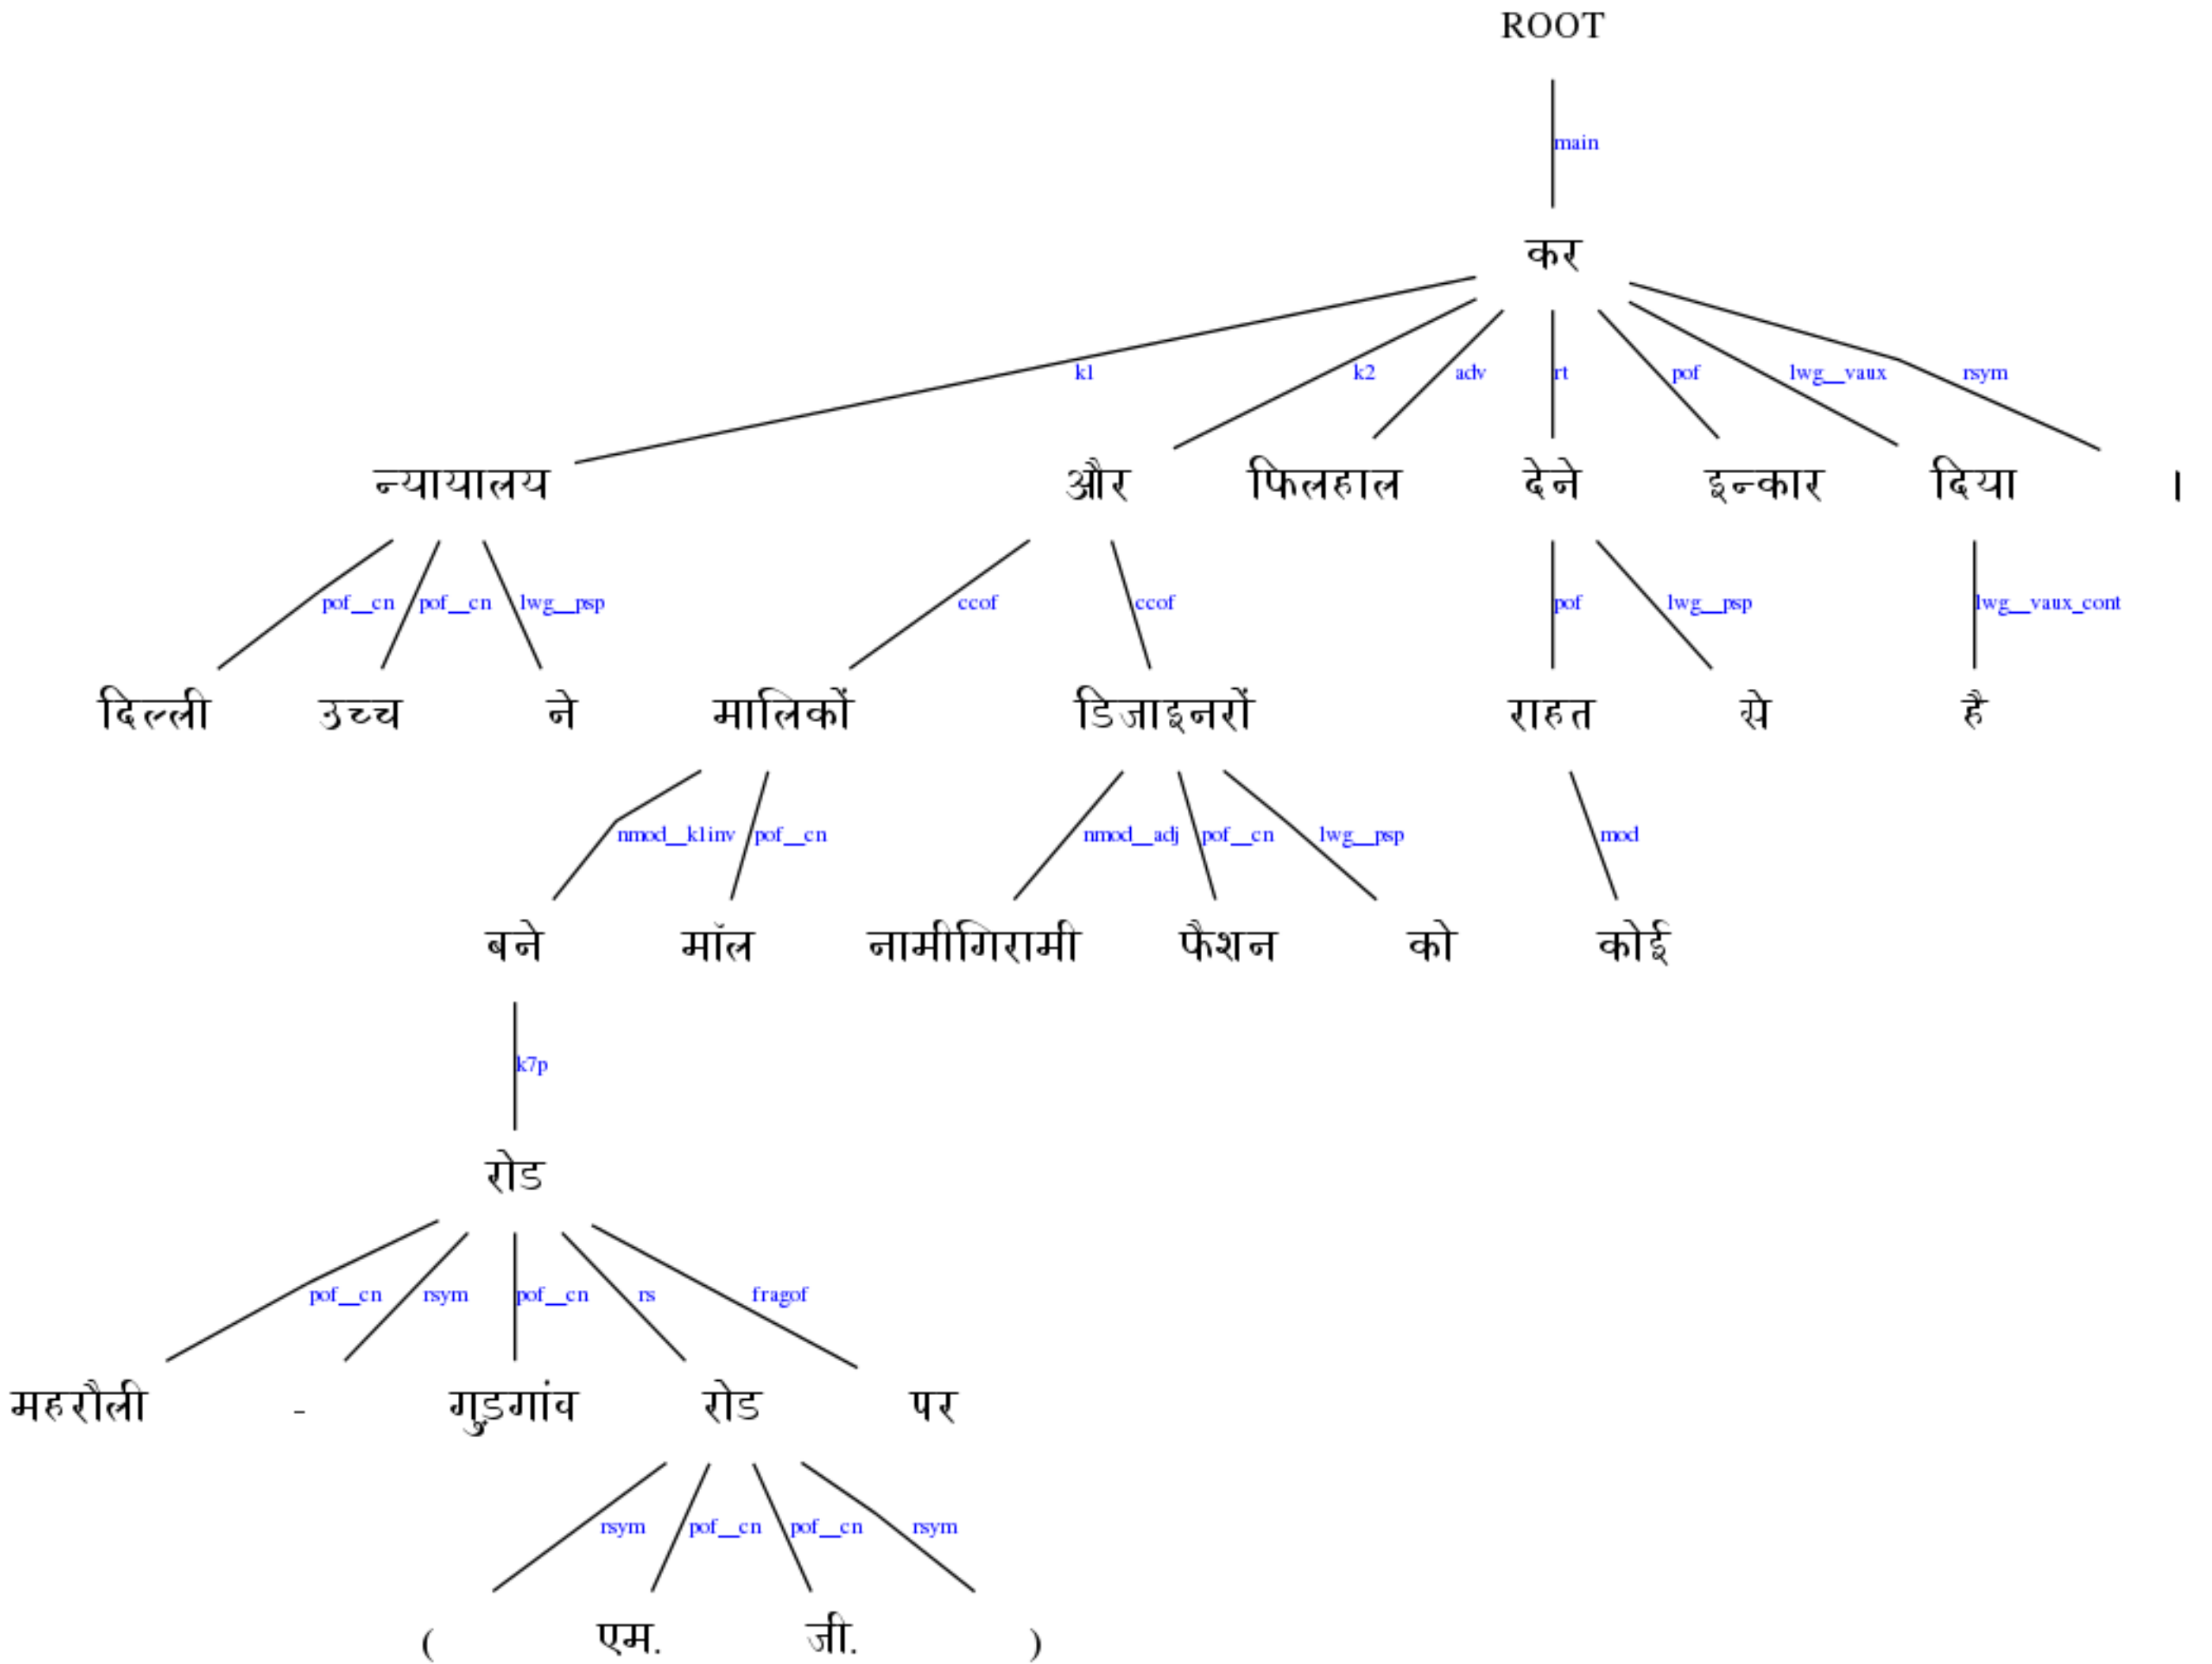 ROOT
main
कर
k1 k2 adv rt pof lwg__vaux rsym
न्यायालय और फिलहाल देने इन्कार दिया ।
pof__cn pof__cn lwg__psp ccof ccof pof lwg__psp lwg__vaux_cont
दिल्ली उच्च ने मालिकों डिजाइनरों राहत से है
nmod__k1inv pof__cn nmod__adj pof__cn lwg__psp mod
बने मॉल नामीगिरामी फैशन को कोई
k7p
रोड
pof__cn rsym pof__cn rs fragof
महरौली - गुड़गांव रोड पर
rsym pof__cn pof__cn rsym
( एम. जी. )